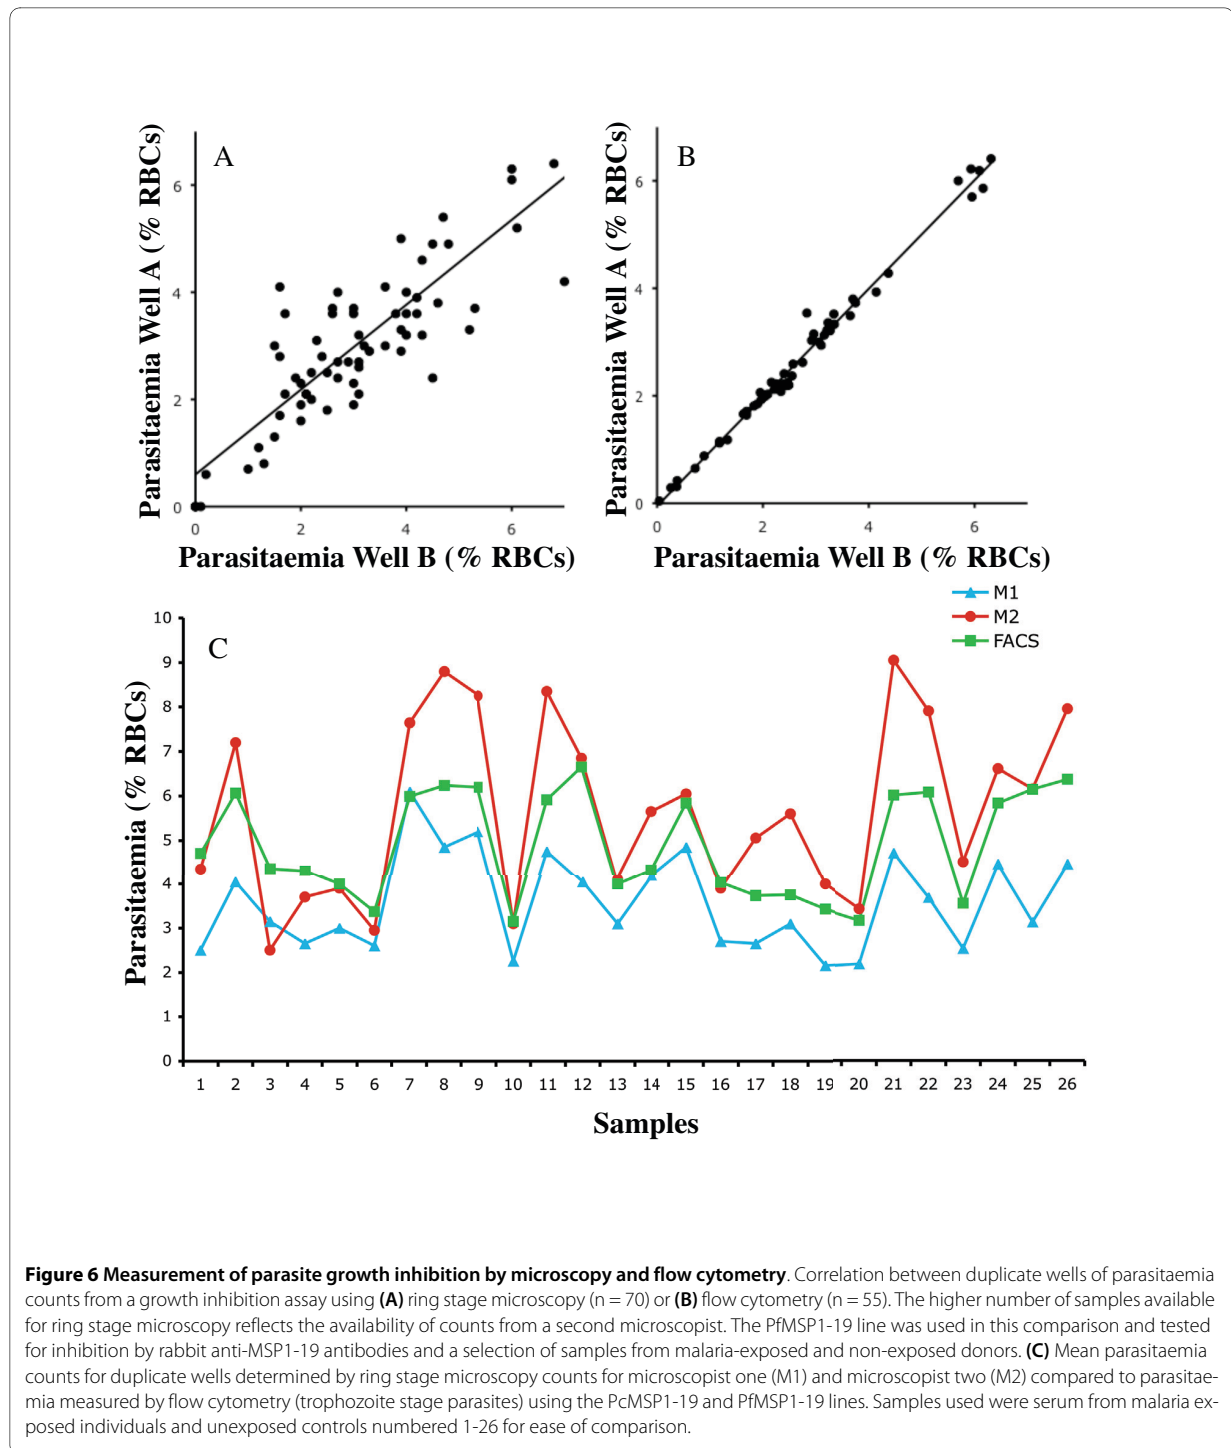 A
Parasitaemia Well A (% RBCs)
6
4
2
0
0 2 4 6
Parasitaemia Well B (% RBCs)
B
Parasitaemia Well A (% RBCs)
6
4
2
0
0 2 4 6
Parasitaemia Well B (% RBCs)
M1
M2
FACS
C
Parasitaemia (% RBCs)
10
9
8
7
6
5
4
3
2
1
0
1 2 3 4 5 6 7 8 9 10 11 12 13 14 15 16 17 18 19 20 21 22 23 24 25 26
Samples
Figure 6 Measurement of parasite growth inhibition by microscopy and flow cytometry. Correlation between duplicate wells of parasitaemia
counts from a growth inhibition assay using (A) ring stage microscopy (n = 70) or (B) flow cytometry (n = 55). The higher number of samples available
for ring stage microscopy reflects the availability of counts from a second microscopist. The PfMSP1-19 line was used in this comparison and tested
for inhibition by rabbit anti-MSP1-19 antibodies and a selection of samples from malaria-exposed and non-exposed donors. (C) Mean parasitaemia
counts for duplicate wells determined by ring stage microscopy counts for microscopist one (M1) and microscopist two (M2) compared to parasitae-
mia measured by flow cytometry (trophozoite stage parasites) using the PcMSP1-19 and PfMSP1-19 lines. Samples used were serum from malaria ex-
posed individuals and unexposed controls numbered 1-26 for ease of comparison.